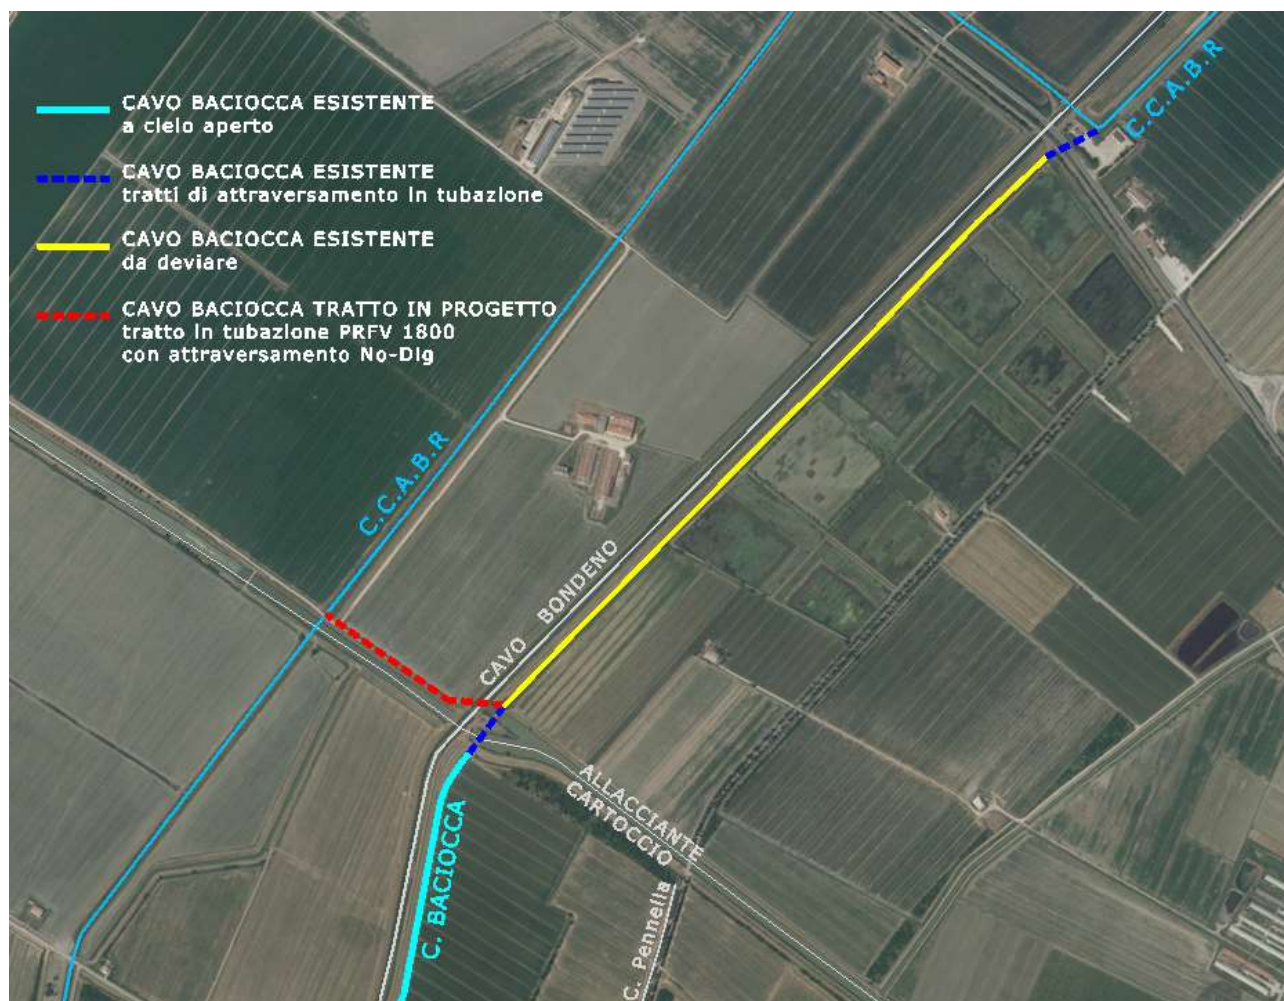 CAVO BACIOCCA ESISTENTE
a cielo aperto
CAVO BACIOCCA ESISTENTE
tratti di attraversamento in tubazione
CAVO BACIOCCA ESISTENTE
da deviare
CAVO BACIOCCA TRATTO IN PROGETTO
tratto in tubazione PRFV 1800
con attraversamento No-Dig
C.C.A.B.R
C.C.A.B.R
CAVO BONDENO
ALLACCIANTE
CARTOCCIO
C. BACIOCCA
C. Pennella